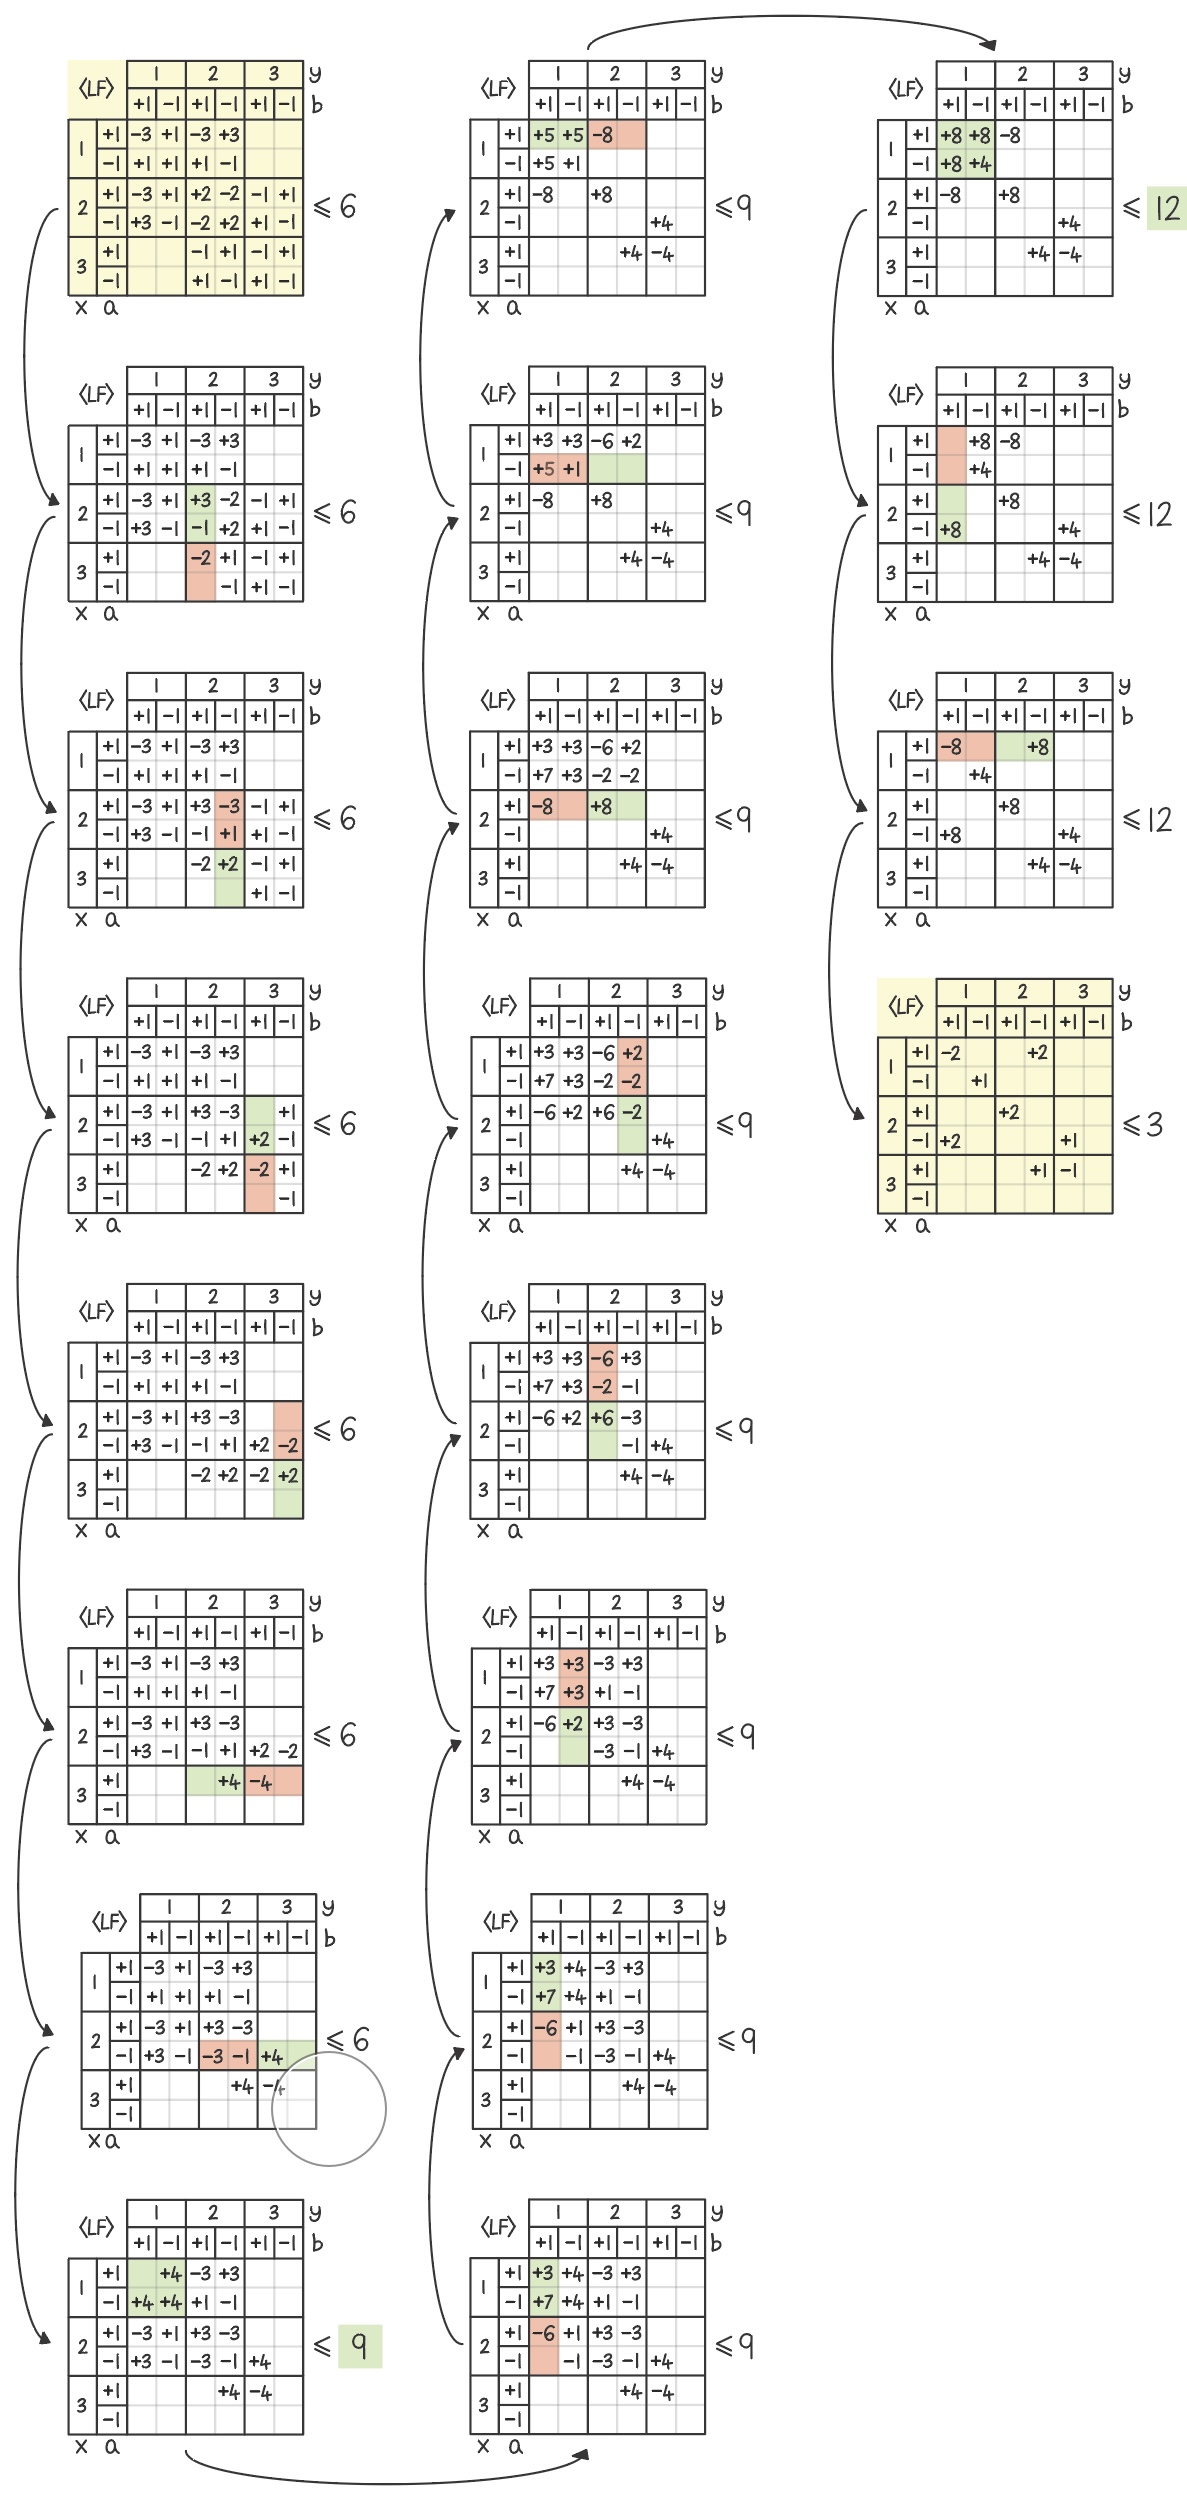 ⟨LF⟩ 1 2 3 y
+1 −1 +1 −1 +1 −1 b
1 +1 −3 +1 −3 +3
−1 +1 +1 +1 −1
2 +1 −3 +1 +2 −2 −1 +1 ⩽ 6
−1 +3 −1 −2 +2 +1 −1
3 +1 −1 +1 −1 +1
−1 +1 −1 +1 −1
x a
⟨LF⟩ 1 2 3 y
+1 −1 +1 −1 +1 −1 b
1 +1 −3 +1 −3 +3
−1 +1 +1 +1 −1
2 +1 −3 +1 +3 −2 −1 +1 ⩽ 6
−1 +3 −1 −1 +2 +1 −1
3 +1 −2 +1 −1 +1
−1 −1 +1 −1
x a
⟨LF⟩ 1 2 3 y
+1 −1 +1 −1 +1 −1 b
1 +1 −3 +1 −3 +3
−1 +1 +1 +1 −1
2 +1 −3 +1 +3 −3 −1 +1 ⩽ 6
−1 +3 −1 −1 +1 +1 −1
3 +1 −2 +2 −1 +1
−1 +1 −1
x a
⟨LF⟩ 1 2 3 y
+1 −1 +1 −1 +1 −1 b
1 +1 −3 +1 −3 +3
−1 +1 +1 +1 −1
2 +1 −3 +1 +3 −3 +1 ⩽ 6
−1 +3 −1 −1 +1 +2 −1
3 +1 −2 +2 −2 +1
−1 −1
x a
⟨LF⟩ 1 2 3 y
+1 −1 +1 −1 +1 −1 b
1 +1 −3 +1 −3 +3
−1 +1 +1 +1 −1
2 +1 −3 +1 +3 −3 ⩽ 6
−1 +3 −1 −1 +1 +2 −2
3 +1 −2 +2 −2 +2
−1
x a
⟨LF⟩ 1 2 3 y
+1 −1 +1 −1 +1 −1 b
1 +1 −3 +1 −3 +3
−1 +1 +1 +1 −1
2 +1 −3 +1 +3 −3 ⩽ 6
−1 +3 −1 −1 +1 +2 −2
3 +1 +4 −4
−1
x a
⟨LF⟩ 1 2 3 y
+1 −1 +1 −1 +1 −1 b
1 +1 −3 +1 −3 +3
−1 +1 +1 +1 −1
2 +1 −3 +1 +3 −3 ⩽ 6
−1 +3 −1 −3 −1 +4
3 +1 +4 −4
−1
x a
⟨LF⟩ 1 2 3 y
+1 −1 +1 −1 +1 −1 b
1 +1 +4 −3 +3
−1 +4 +4 +1 −1
2 +1 −3 +1 +3 −3 ⩽ 9
−1 +3 −1 −3 −1 +4
3 +1 +4 −4
−1
x a
⟨LF⟩ 1 2 3 y
+1 −1 +1 −1 +1 −1 b
1 +1 +5 +5 −8
−1 +5 +1
2 +1 −8 +8 ⩽ 9
−1 +4
3 +1 +4 −4
−1
x a
⟨LF⟩ 1 2 3 y
+1 −1 +1 −1 +1 −1 b
1 +1 +3 +3 −6 +2
−1 +5 +1
2 +1 −8 +8 ⩽ 9
−1 +4
3 +1 +4 −4
−1
x a
⟨LF⟩ 1 2 3 y
+1 −1 +1 −1 +1 −1 b
1 +1 +3 +3 −6 +2
−1 +7 +3 −2 −2
2 +1 −8 +8 ⩽ 9
−1 +4
3 +1 +4 −4
−1
x a
⟨LF⟩ 1 2 3 y
+1 −1 +1 −1 +1 −1 b
1 +1 +3 +3 −6 +2
−1 +7 +3 −2 −2
2 +1 −6 +2 +6 −2 ⩽ 9
−1 +4
3 +1 +4 −4
−1
x a
⟨LF⟩ 1 2 3 y
+1 −1 +1 −1 +1 −1 b
1 +1 +3 +3 −6 +3
−1 +7 +3 −2 −1
2 +1 −6 +2 +6 −3 ⩽ 9
−1 −1 +4
3 +1 +4 −4
−1
x a
⟨LF⟩ 1 2 3 y
+1 −1 +1 −1 +1 −1 b
1 +1 +3 +3 −3 +3
−1 +7 +3 +1 −1
2 +1 −6 +2 +3 −3 ⩽ 9
−1 −3 −1 +4
3 +1 +4 −4
−1
x a
⟨LF⟩ 1 2 3 y
+1 −1 +1 −1 +1 −1 b
1 +1 +3 +4 −3 +3
−1 +7 +4 +1 −1
2 +1 −6 +1 +3 −3 ⩽ 9
−1 −1 −3 −1 +4
3 +1 +4 −4
−1
x a
⟨LF⟩ 1 2 3 y
+1 −1 +1 −1 +1 −1 b
1 +1 +3 +4 −3 +3
−1 +7 +4 +1 −1
2 +1 −6 +1 +3 −3 ⩽ 9
−1 −1 −3 −1 +4
3 +1 +4 −4
−1
x a
⟨LF⟩ 1 2 3 y
+1 −1 +1 −1 +1 −1 b
1 +1 +8 +8 −8
−1 +8 +4
2 +1 −8 +8 ⩽ 12
−1 +4
3 +1 +4 −4
−1
x a
⟨LF⟩ 1 2 3 y
+1 −1 +1 −1 +1 −1 b
1 +1 +8 −8
−1 +4
2 +1 +8 ⩽ 12
−1 +8 +4
3 +1 +4 −4
−1
x a
⟨LF⟩ 1 2 3 y
+1 −1 +1 −1 +1 −1 b
1 +1 −8 +8
−1 +4
2 +1 +8 ⩽ 12
−1 +8 +4
3 +1 +4 −4
−1
x a
⟨LF⟩ 1 2 3 y
+1 −1 +1 −1 +1 −1 b
1 +1 −2 +2
−1 +1
2 +1 +2 ⩽ 3
−1 +2 +1
3 +1 +1 −1
−1
x a